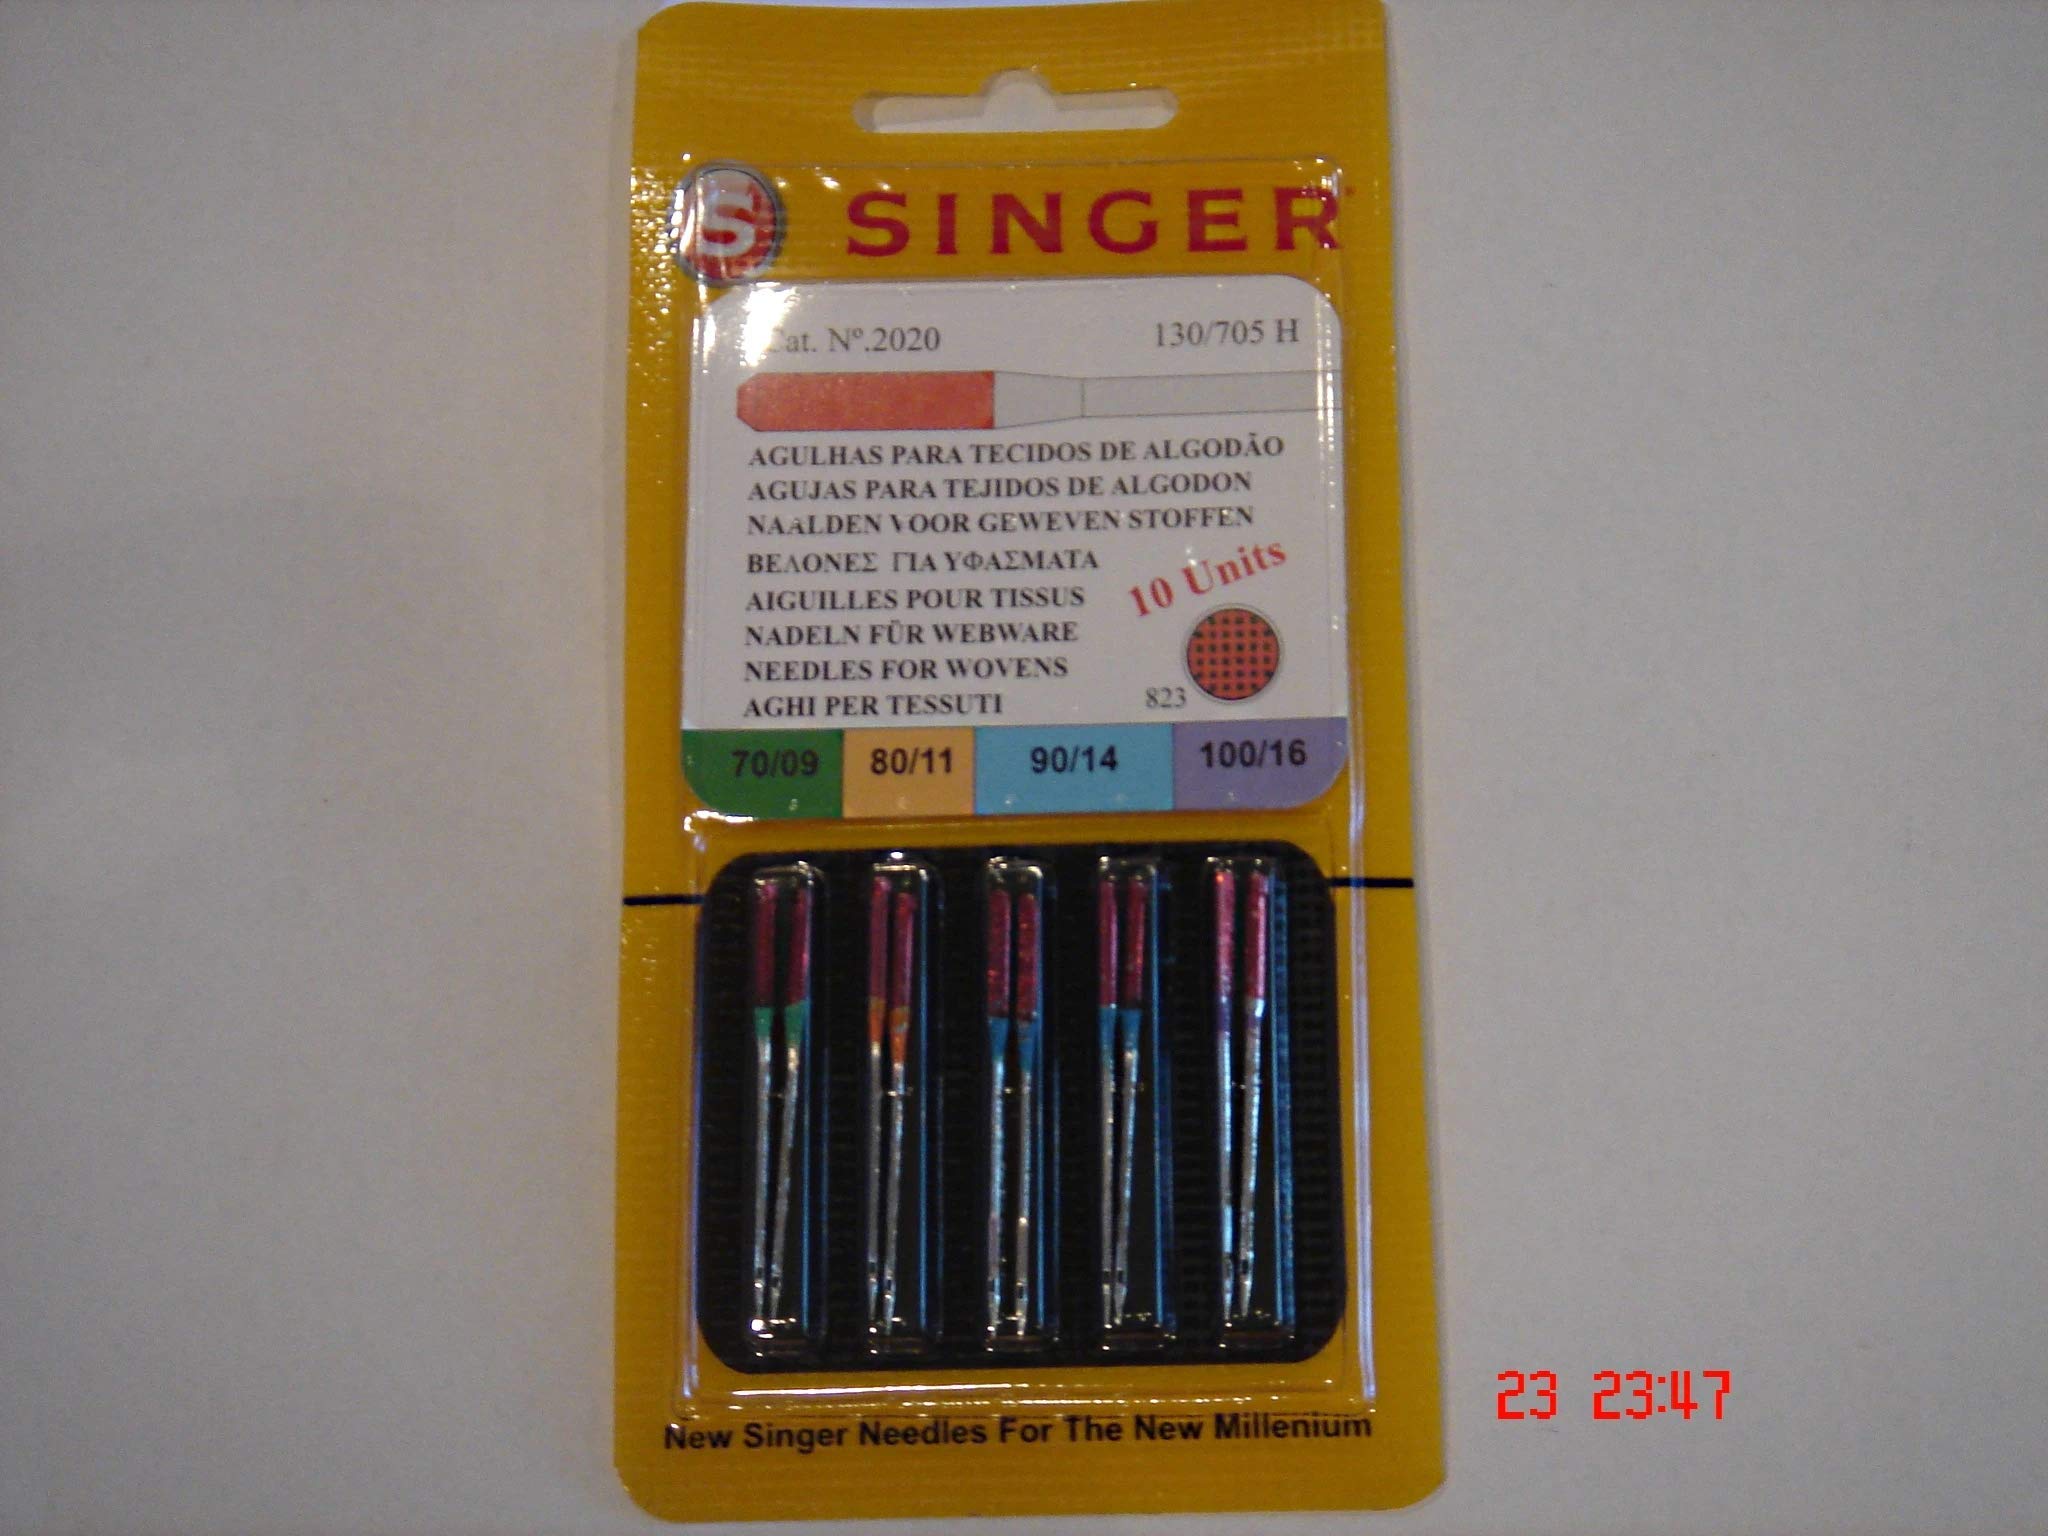 S SINGER
Cat. Nº.2020 130/705 H
AGULHAS PARA TECIDOS DE ALGODÃO
AGUJAS PARA TEJIDOS DE ALGODON
NAALDEN VOOR GEWEVEN STOFFEN
ΒΕΛΟΝΕΣ ΓΙΑ ΥΦΑΣΜΑΤΑ
AIGUILLES POUR TISSUS
NADELN FÜR WEBWARE
NEEDLES FOR WOVENS
AGHI PER TESSUTI
10 Units
823
70/09 80/11 90/14 100/16
New Singer Needles For The New Millenium
23 23:47